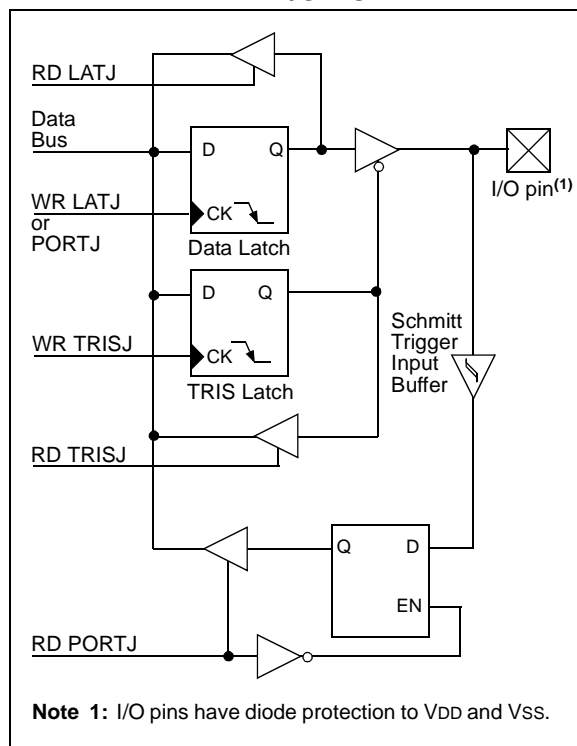 RD LATJ
Data
Bus
D
Q
I/O pin(1)
WR LATJ
or
PORTJ
CK
Data Latch
D
Q
WR TRISJ
CK
TRIS Latch
Schmitt
Trigger
Input
Buffer
RD TRISJ
Q
D
EN
RD PORTJ
Note 1: I/O pins have diode protection to VDD and VSS.